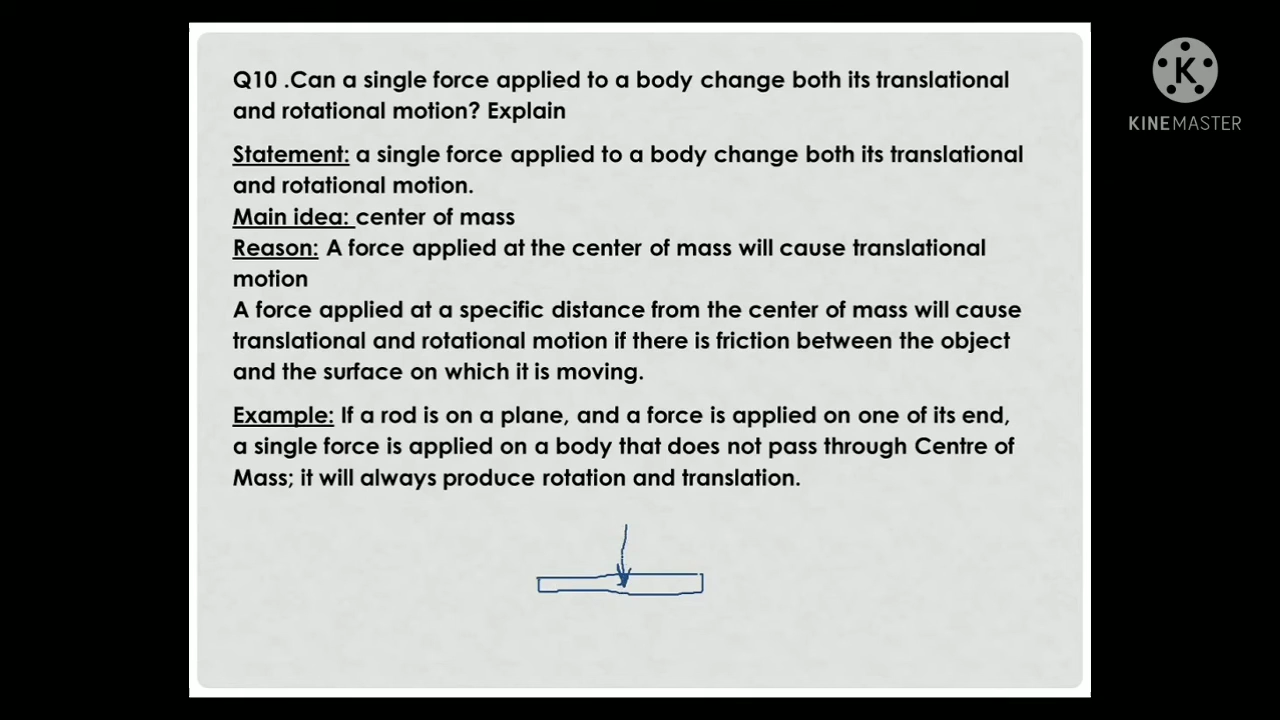 Q10 .Can a single force applied to a body change both its translational
and rotational motion? Explain
Statement: a single force applied to a body change both its translational
and rotational motion.
Main idea: center of mass
Reason: A force applied at the center of mass will cause translational
motion
A force applied at a specific distance from the center of mass will cause
translational and rotational motion if there is friction between the object
and the surface on which it is moving.
Example: If a rod is on a plane, and a force is applied on one of its end,
a single force is applied on a body that does not pass through Centre of
Mass; it will always produce rotation and translation.
K
KINEMASTER